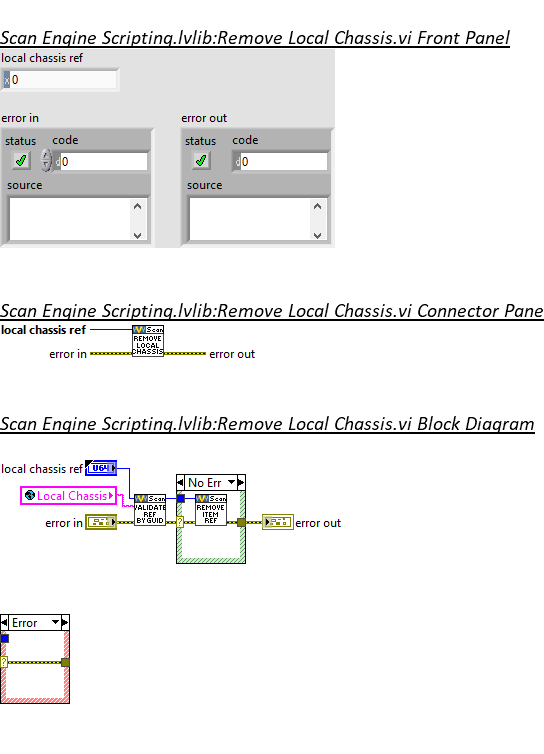 Scan Engine Scripting.lvlib:Remove Local Chassis.vi Front Panel
local chassis ref
x 0
error in
error out
status code
status code
d 0
d 0
source
source
Scan Engine Scripting.lvlib:Remove Local Chassis.vi Connector Pane
local chassis ref
Scan
REMOVE
LOCAL
CHASSIS
error in
error out
Scan Engine Scripting.lvlib:Remove Local Chassis.vi Block Diagram
local chassis ref
U64
No Err
Local Chassis
Scan
VALIDATE
REF
BY GUID
Scan
REMOVE
ITEM
REF
error in
?
error out
Error
?